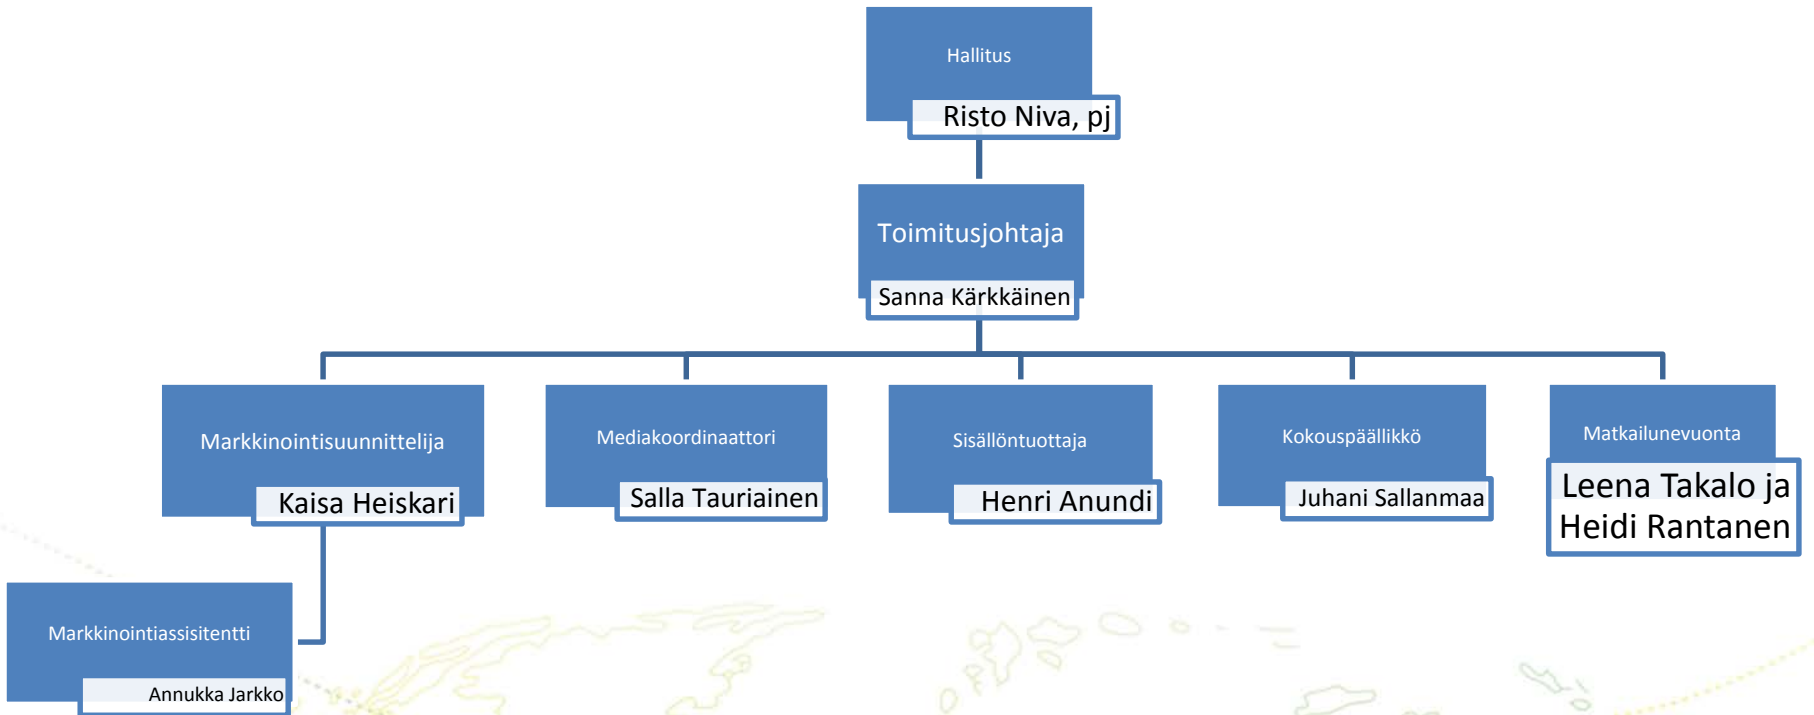 Hallitus
Risto Niva, pj
Toimitusjohtaja
Sanna Kärkkäinen
Markkinointisuunnittelija
Kaisa Heiskari
Mediakoordinaattori
Salla Tauriainen
Sisällöntuottaja
Henri Anundi
Kokouspäällikkö
Juhani Sallanmaa
Matkailunevuonta
Leena Takalo ja
Heidi Rantanen
Markkinointiassisitentti
Annukka Jarkko